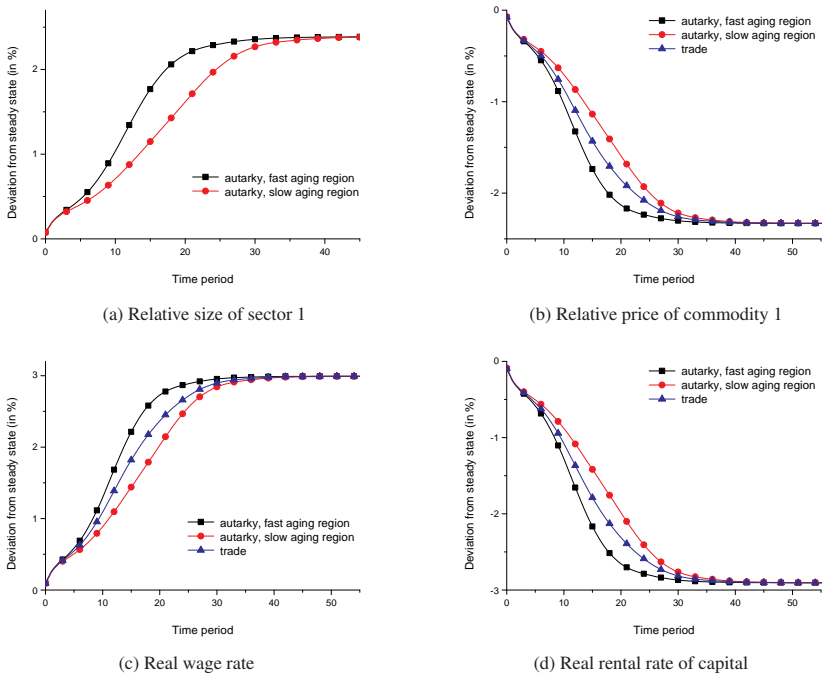 Deviation from steady state (in %)
2
1
0
0
10
20
30
40
autarky, fast aging region
autarky, slow aging region
Time period
(a) Relative size of sector 1
Deviation from steady state (in %)
0
-1
-2
0
10
20
30
40
50
autarky, fast aging region
autarky, slow aging region
trade
Time period
(b) Relative price of commodity 1
Deviation from steady state (in %)
3
2
1
0
0
10
20
30
40
50
autarky, fast aging region
autarky, slow aging region
trade
Time period
(c) Real wage rate
Deviation from steady state (in %)
0
-1
-2
-3
0
10
20
30
40
50
autarky, fast aging region
autarky, slow aging region
trade
Time period
(d) Real rental rate of capital